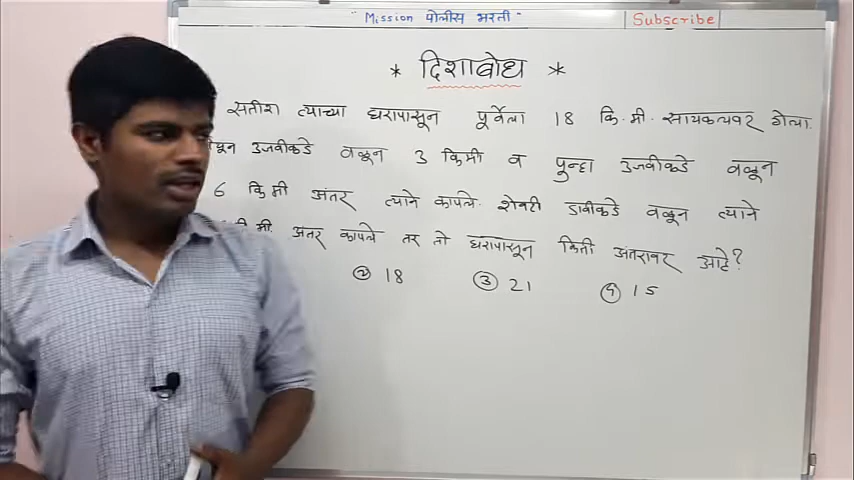 "Mission पोलीस भरती" Subscribe
* दिशाबोध *
सतीश त्याच्या घरापासून पूर्वेला 18 कि.मी. सायकलवर गेला.
उजवीकडे वळून 3 किमी व पुन्हा उजवीकडे वळून
6 किमी अंतर त्याने कापले. शेवटी डावीकडे वळून त्याने
मी. अंतर कापले तर तो घरापासून किती अंतरावर आहे?
② 18 ③ 21 ④ 15